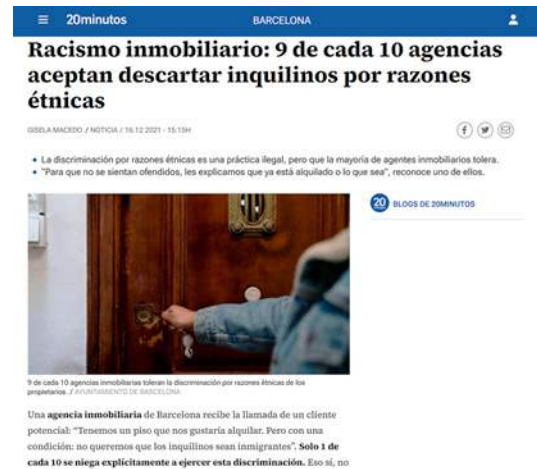 20minutos
BARCELONA
Racismo inmobiliario: 9 de cada 10 agencias
aceptan descartar inquilinos por razones
étnicas
GISELA MACEDO / NOTICIA / 16.12.2021 - 15:15H
La discriminación por razones étnicas es una práctica ilegal, pero que la mayoría de agentes inmobiliarios tolera.
"Para que no se sientan ofendidos, les explicamos que ya está alquilado o lo que sea", reconoce uno de ellos.
20 BLOGS DE 20MINUTOS
9 de cada 10 agencias inmobiliarias toleran la discriminación por razones étnicas de los
propietarios. / AYUNTAMIENTO DE BARCELONA
Una agencia inmobiliaria de Barcelona recibe la llamada de un cliente
potencial: "Tenemos un piso que nos gustaría alquilar. Pero con una
condición: no queremos que los inquilinos sean inmigrantes". Solo 1 de
cada 10 se niega explícitamente a ejercer esta discriminación. Eso sí, no